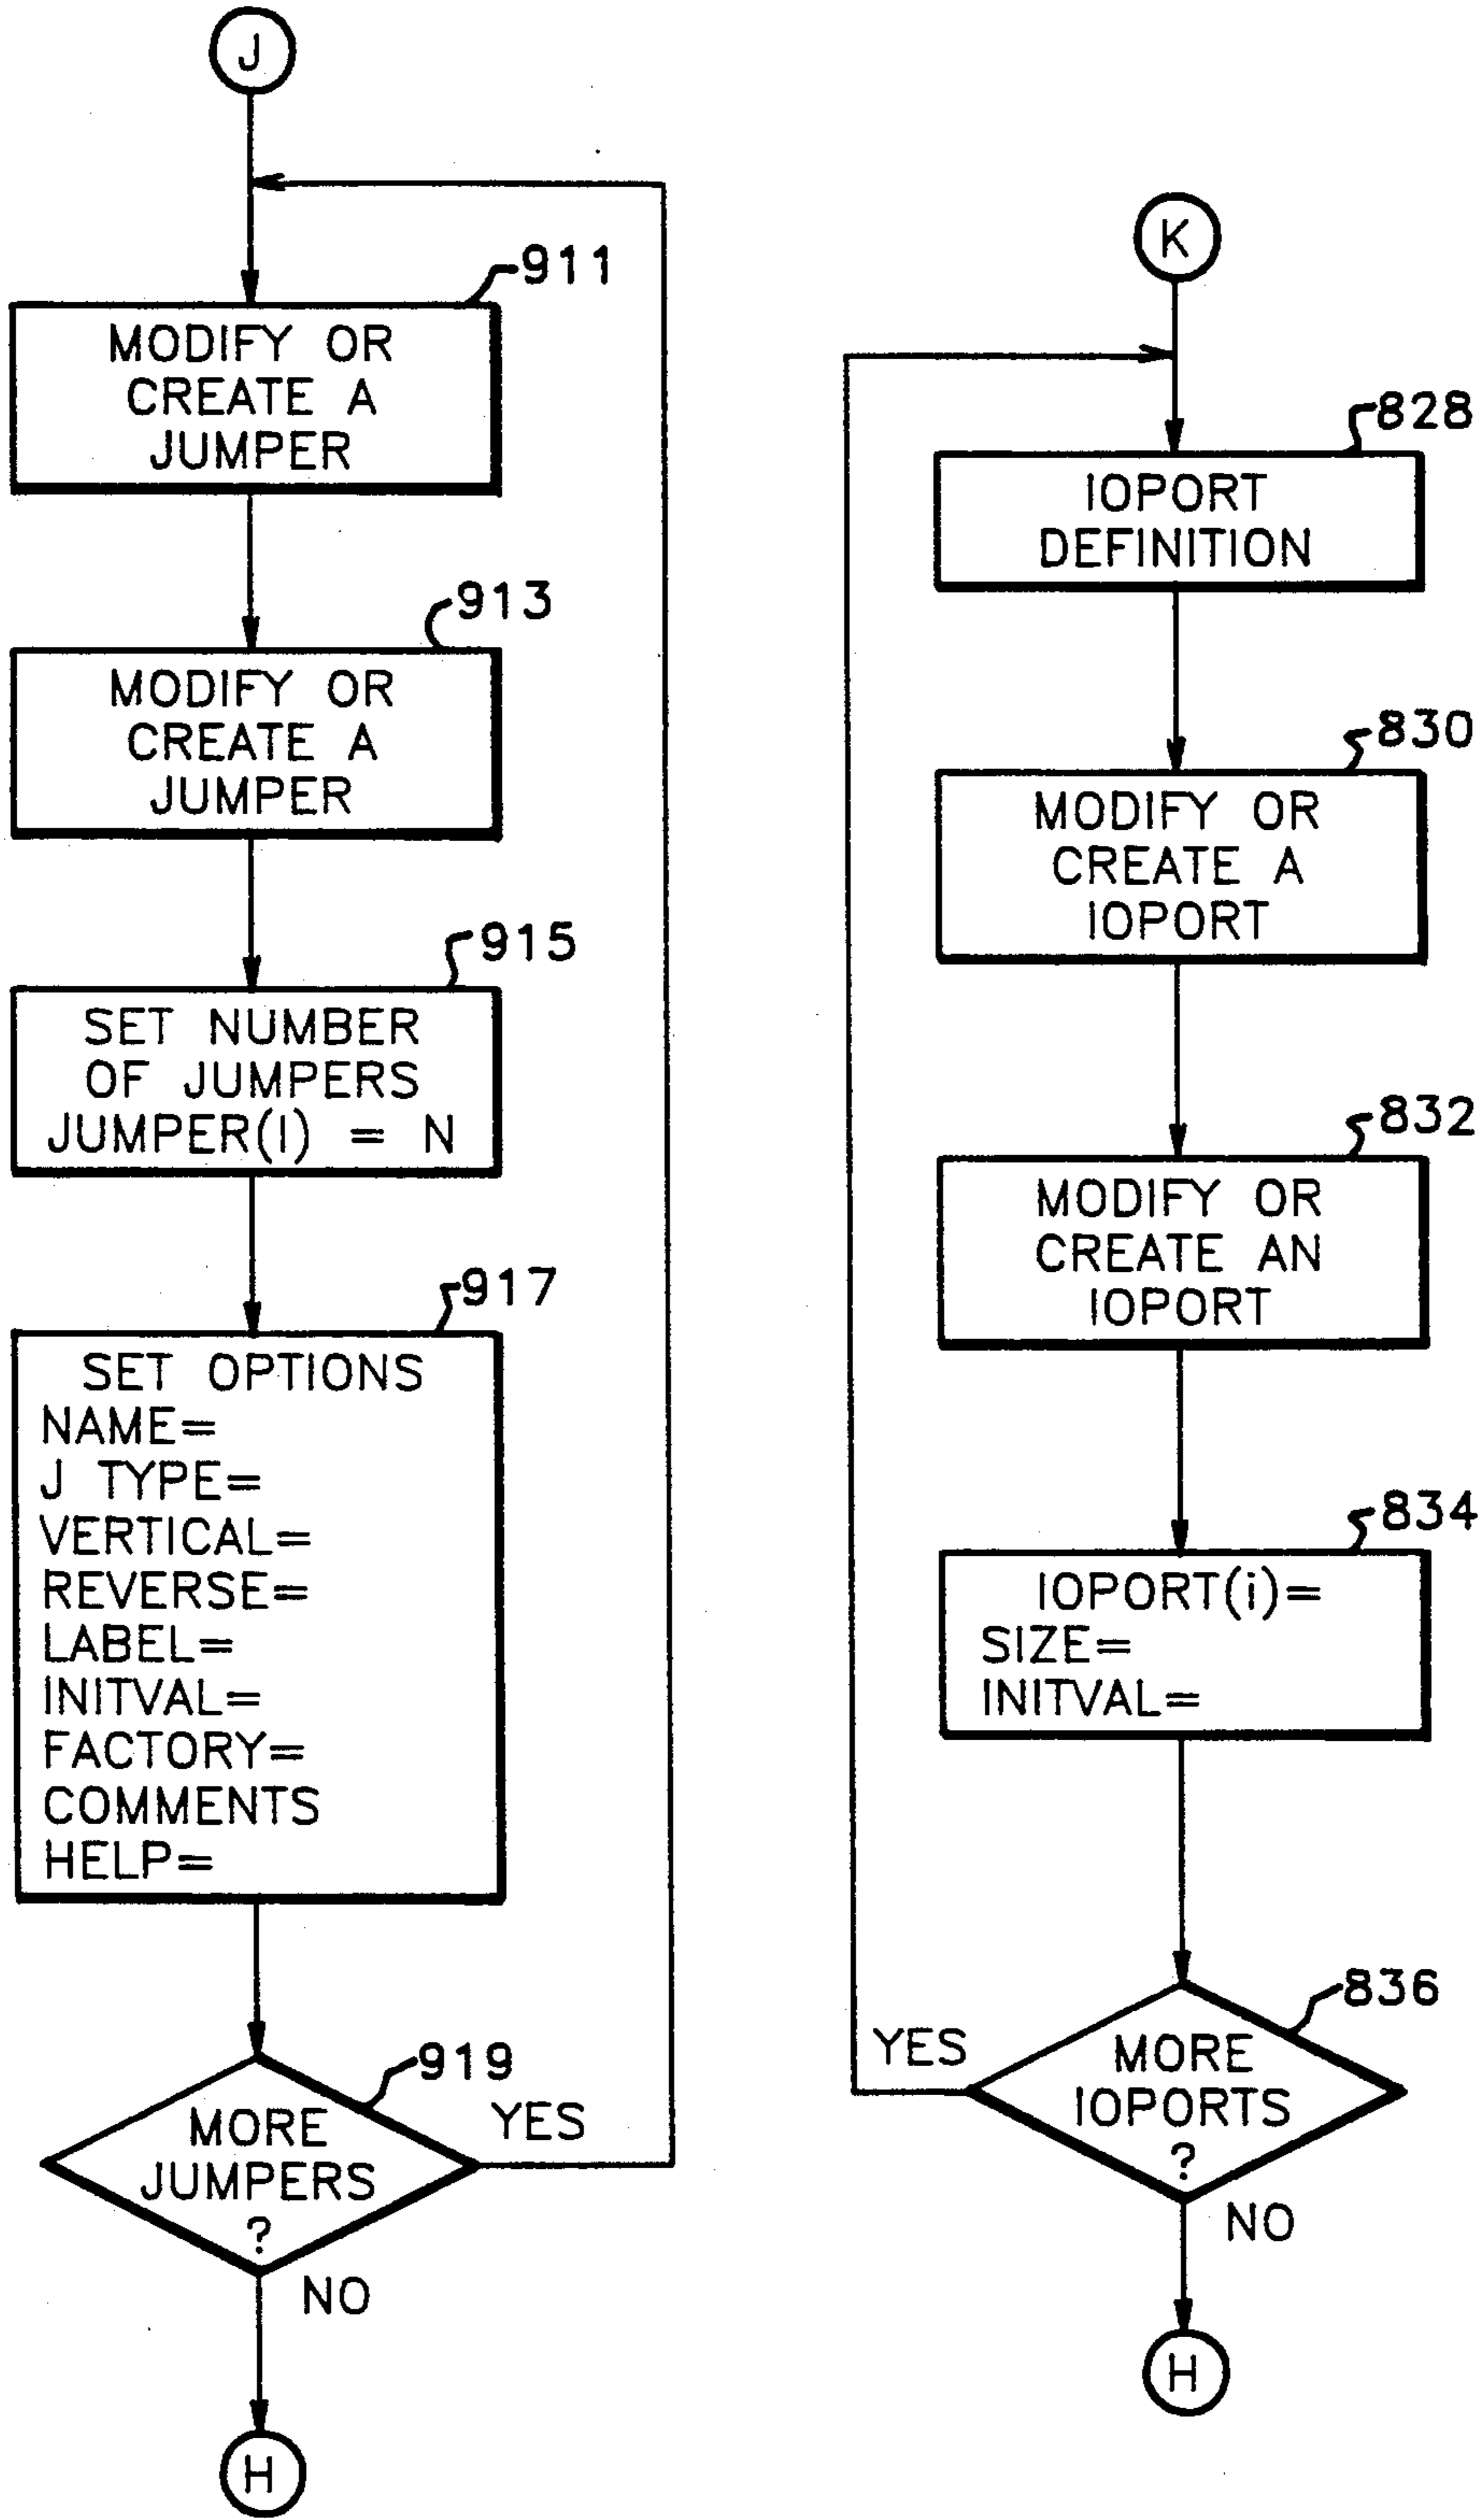 J
911
MODIFY OR
CREATE A
JUMPER
913
MODIFY OR
CREATE A
JUMPER
915
SET NUMBER
OF JUMPERS
JUMPER(I) = N
917
SET OPTIONS
NAME=
J TYPE=
VERTICAL=
REVERSE=
LABEL=
INITVAL=
FACTORY=
COMMENTS
HELP=
919
MORE
JUMPERS
?
YES
NO
H
K
828
IOPORT
DEFINITION
830
MODIFY OR
CREATE A
IOPORT
832
MODIFY OR
CREATE AN
IOPORT
834
IOPORT(i)=
SIZE=
INITVAL=
836
MORE
IOPORTS
?
YES
NO
H